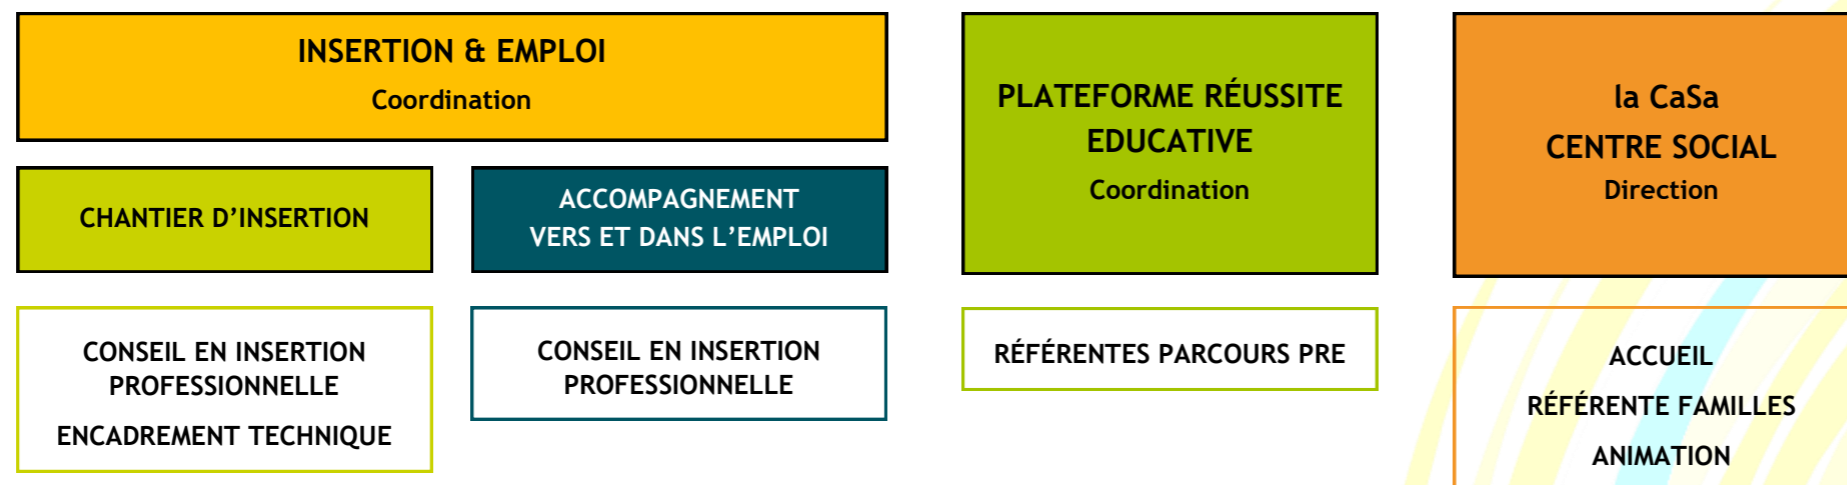 INSERTION & EMPLOI
Coordination
CHANTIER D’INSERTION
ACCOMPAGNEMENT
VERS ET DANS L’EMPLOI
CONSEIL EN INSERTION
PROFESSIONNELLE
ENCADREMENT TECHNIQUE
CONSEIL EN INSERTION
PROFESSIONNELLE
PLATEFORME RÉUSSITE
EDUCATIVE
Coordination
RÉFÉRENTES PARCOURS PRE
la CaSa
CENTRE SOCIAL
Direction
ACCUEIL
RÉFÉRENTE FAMILLES
ANIMATION